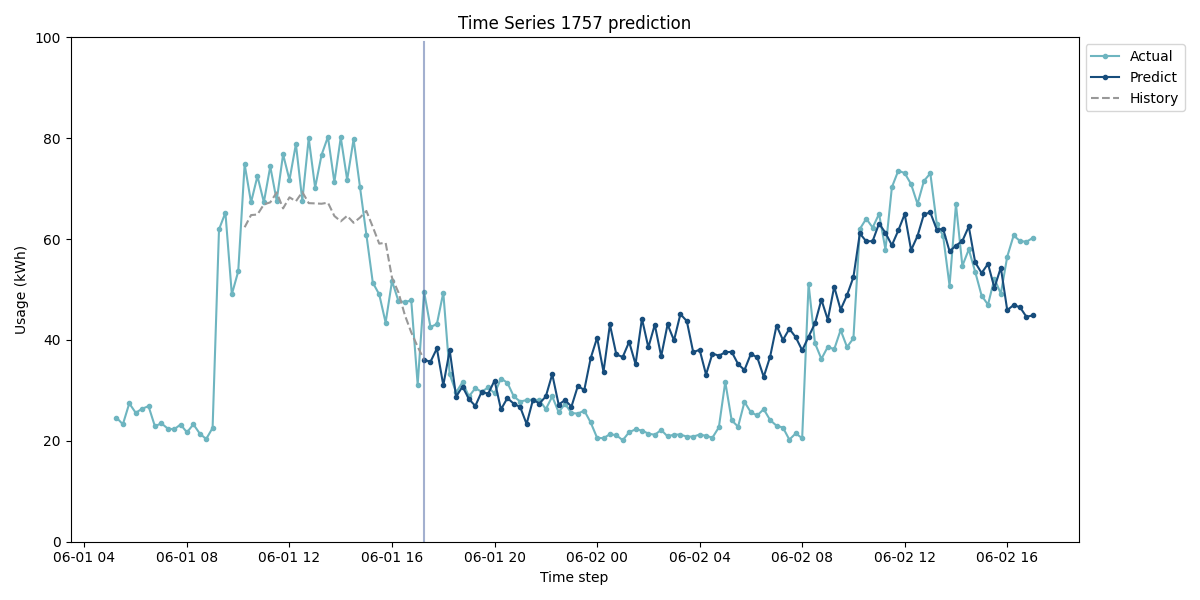 Time Series 1757 prediction
100
80
60
40
20
0
Usage (kWh)
06-01 04
06-01 08
06-01 12
06-01 16
06-01 20
06-02 00
06-02 04
06-02 08
06-02 12
06-02 16
Time step
Actual
Predict
History